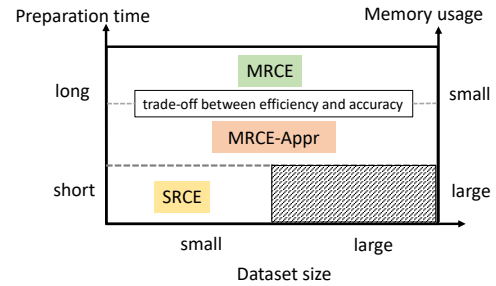 Preparation time
Memory usage
MRCE
long
trade-off between efficiency and accuracy
small
MRCE-Appr
short
SRCE
large
small
large
Dataset size